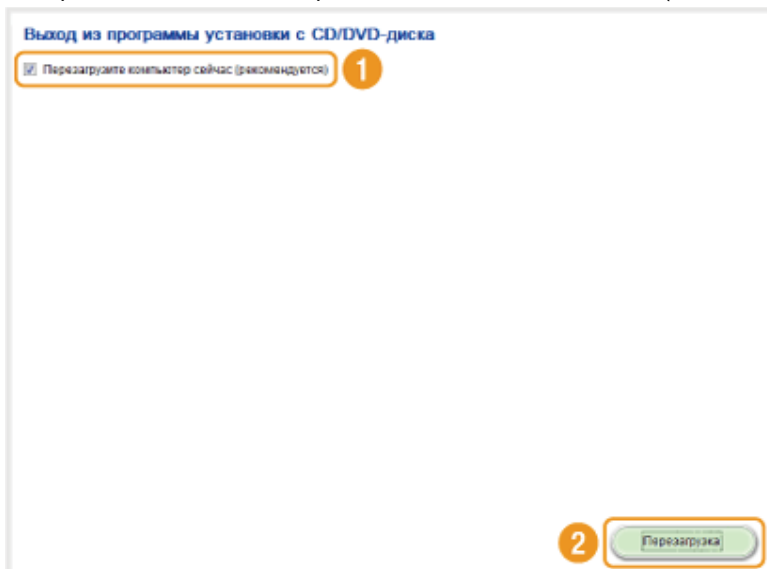 Выход из программы установки с CD/DVD-диска
Перезагрузите компьютер сейчас (рекомендуется)
1
2
Перезагрузка